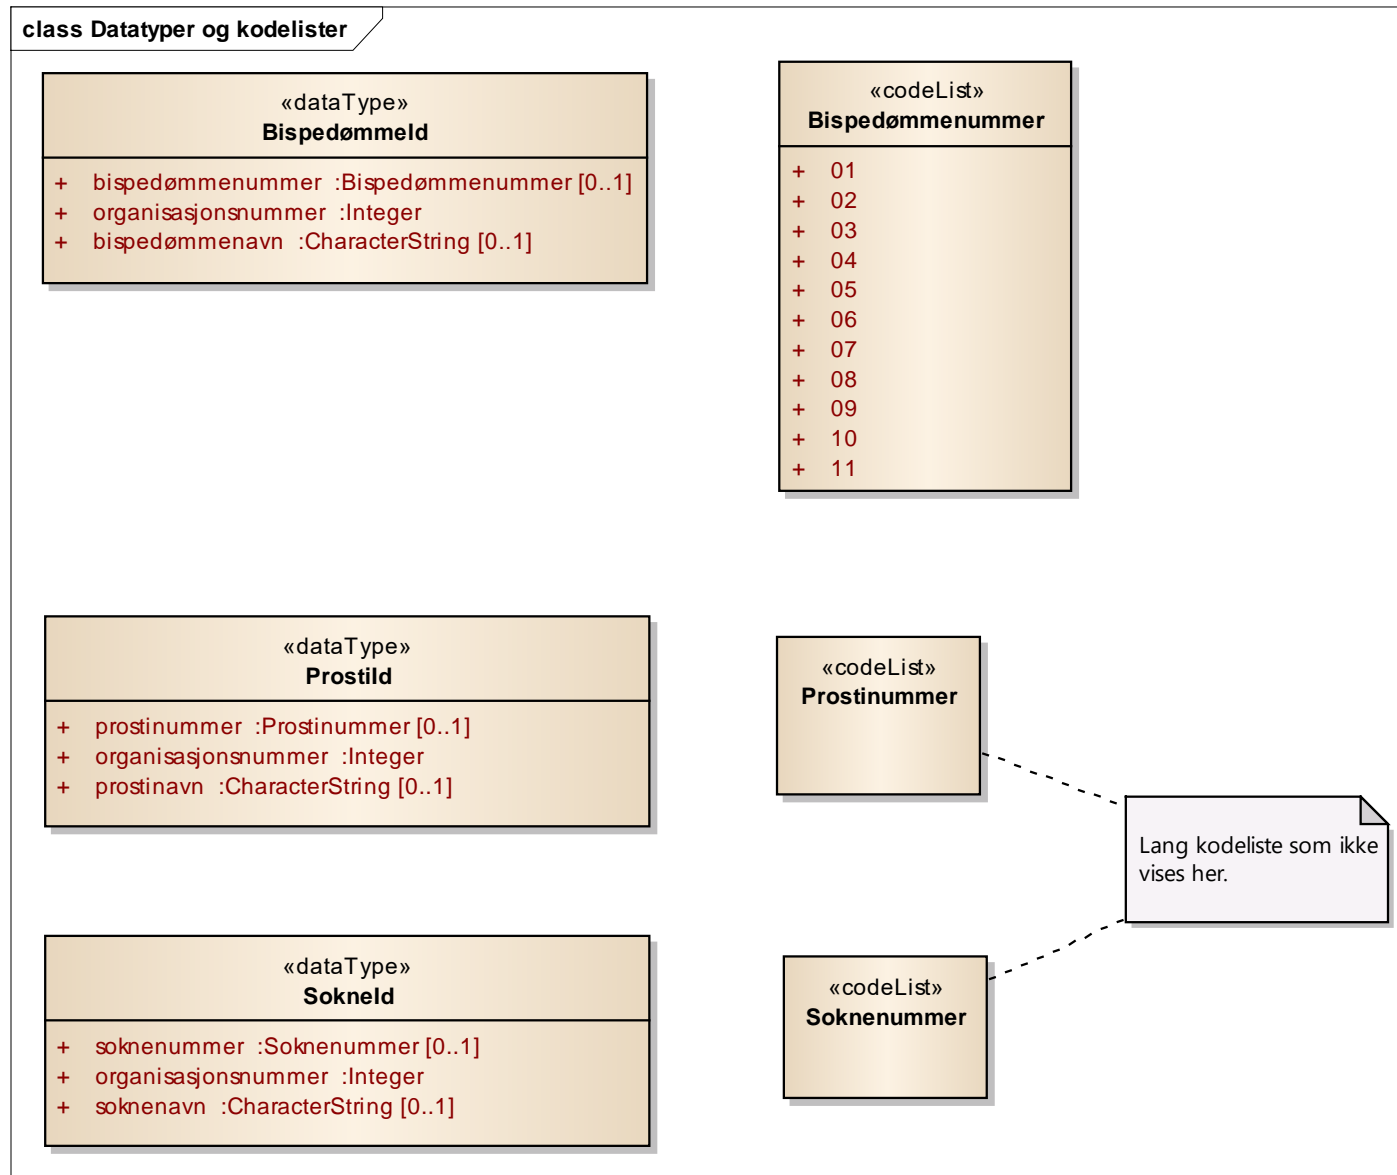 class Datatyper og kodelister
«dataType»
BispedømmeId
+ bispedømmenummer :Bispedømmenummer [0..1]
+ organisasjonsnummer :Integer
+ bispedømmenavn :CharacterString [0..1]
«codeList»
Bispedømmenummer
+ 01
+ 02
+ 03
+ 04
+ 05
+ 06
+ 07
+ 08
+ 09
+ 10
+ 11
«dataType»
ProstiId
+ prostinummer :Prostinummer [0..1]
+ organisasjonsnummer :Integer
+ prostinavn :CharacterString [0..1]
«codeList»
Prostinummer
Lang kodeliste som ikke
vises her.
«dataType»
SokneId
+ soknenummer :Soknenummer [0..1]
+ organisasjonsnummer :Integer
+ soknenavn :CharacterString [0..1]
«codeList»
Soknenummer